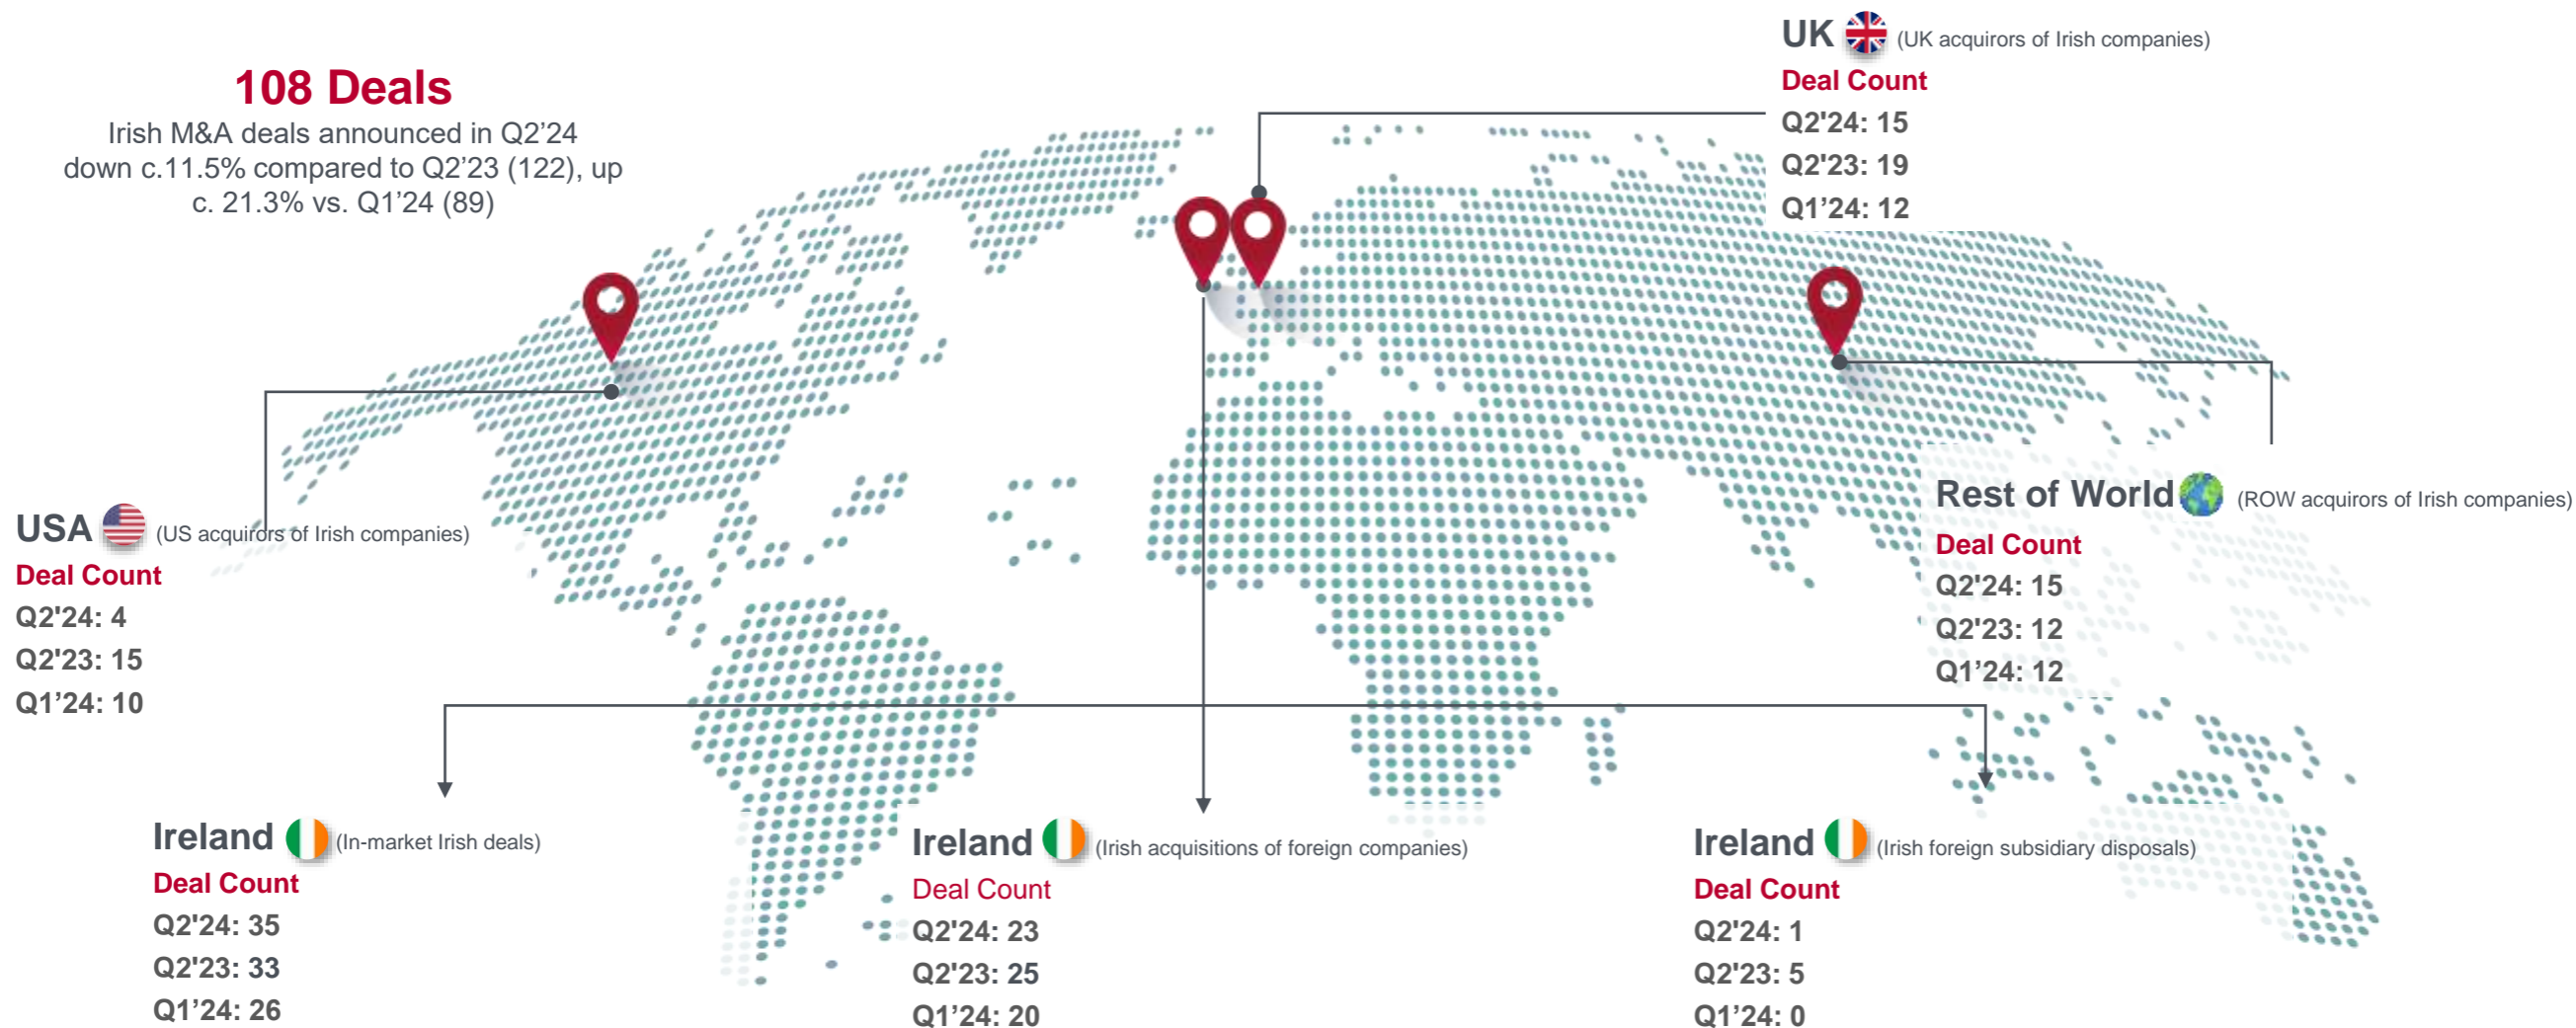 108 Deals
Irish M&A deals announced in Q2’24
down c.11.5% compared to Q2’23 (122), up
c. 21.3% vs. Q1’24 (89)
UK (UK acquirors of Irish companies)
Deal Count
Q2'24: 15
Q2'23: 19
Q1’24: 12
USA (US acquirors of Irish companies)
Deal Count
Q2'24: 4
Q2'23: 15
Q1’24: 10
Rest of World (ROW acquirors of Irish companies)
Deal Count
Q2'24: 15
Q2'23: 12
Q1’24: 12
Ireland (In-market Irish deals)
Deal Count
Q2'24: 35
Q2'23: 33
Q1’24: 26
Ireland (Irish acquisitions of foreign companies)
Deal Count
Q2'24: 23
Q2'23: 25
Q1’24: 20
Ireland (Irish foreign subsidiary disposals)
Deal Count
Q2'24: 1
Q2'23: 5
Q1’24: 0